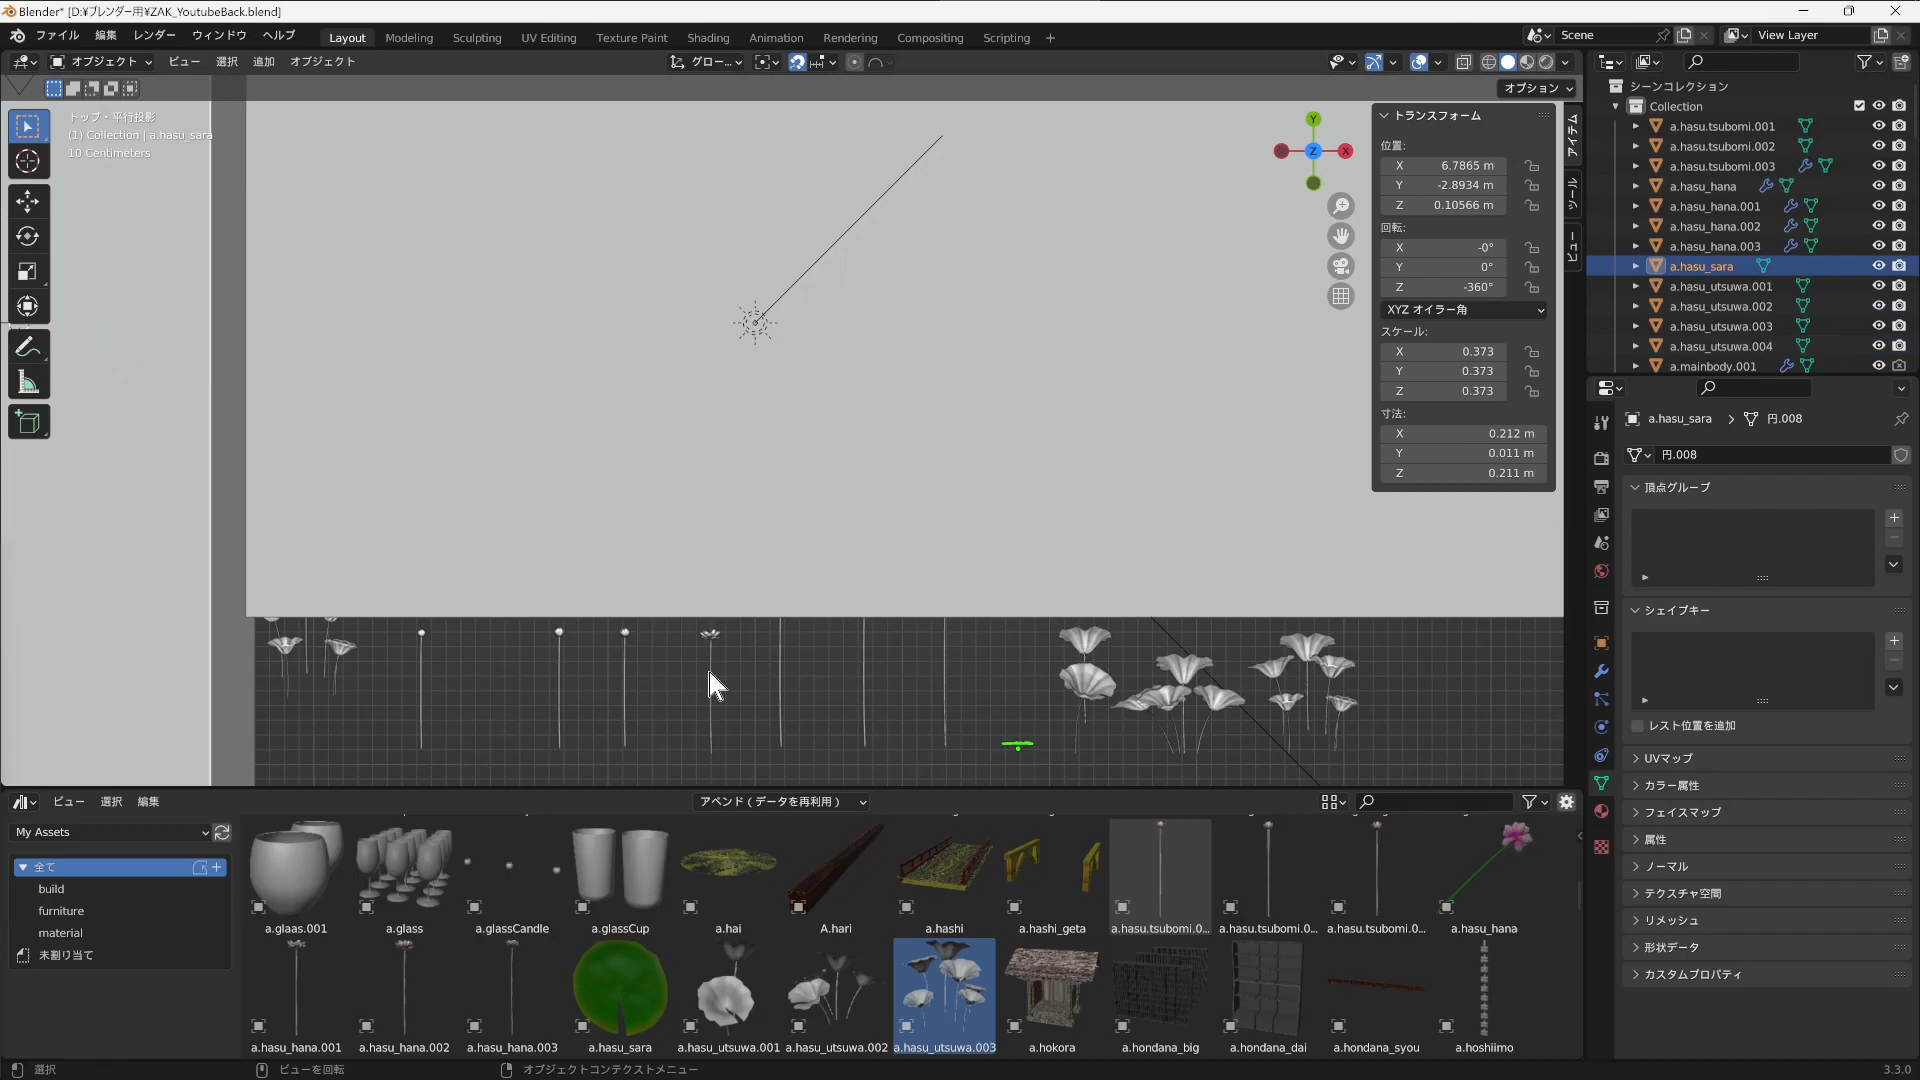 Blender* [D:¥ブレンダー用¥ZAK_YoutubeBack.blend]
ファイル 編集 レンダー ウィンドウ ヘルプ Layout Modeling Sculpting UV Editing Texture Paint Shading Animation Rendering Compositing Scripting + Scene View Layer
オブジェクト ビュー 選択 追加 オブジェクト グロー...
オプション
トップ・平行投影
(1) Collection | a.hasu_sara
10 Centimeters
Y
X
Z
トランスフォーム
位置:
X 6.7865 m
Y -2.8934 m
Z 0.10566 m
回転:
X -0°
Y 0°
Z -360°
XYZ オイラー角
スケール:
X 0.373
Y 0.373
Z 0.373
寸法:
X 0.212 m
Y 0.011 m
Z 0.211 m
アイテム
ツール
ビュー
シーンコレクション
Collection
a.hasu.tsubomi.001
a.hasu.tsubomi.002
a.hasu.tsubomi.003
a.hasu_hana
a.hasu_hana.001
a.hasu_hana.002
a.hasu_hana.003
a.hasu_sara
a.hasu_utsuwa.001
a.hasu_utsuwa.002
a.hasu_utsuwa.003
a.hasu_utsuwa.004
a.mainbody.001
a.hasu_sara 円.008
円.008
頂点グループ
シェイプキー
レスト位置を追加
UVマップ
カラー属性
フェイスマップ
属性
ノーマル
テクスチャ空間
リメッシュ
形状データ
カスタムプロパティ
ビュー 選択 編集 アペンド ( データを再利用 )
My Assets
全て
build
furniture
material
未割り当て
a.glaas.001 a.glass a.glassCandle a.glassCup a.hai A.hari a.hashi a.hashi_geta a.hasu.tsubomi.0... a.hasu.tsubomi.0... a.hasu.tsubomi.0... a.hasu_hana
a.hasu_hana.001 a.hasu_hana.002 a.hasu_hana.003 a.hasu_sara a.hasu_utsuwa.001 a.hasu_utsuwa.002 a.hasu_utsuwa.003 a.hokora a.hondana_big a.hondana_dai a.hondana_syou a.hoshiimo
選択 ビューを回転 オブジェクトコンテクストメニュー 3.3.0